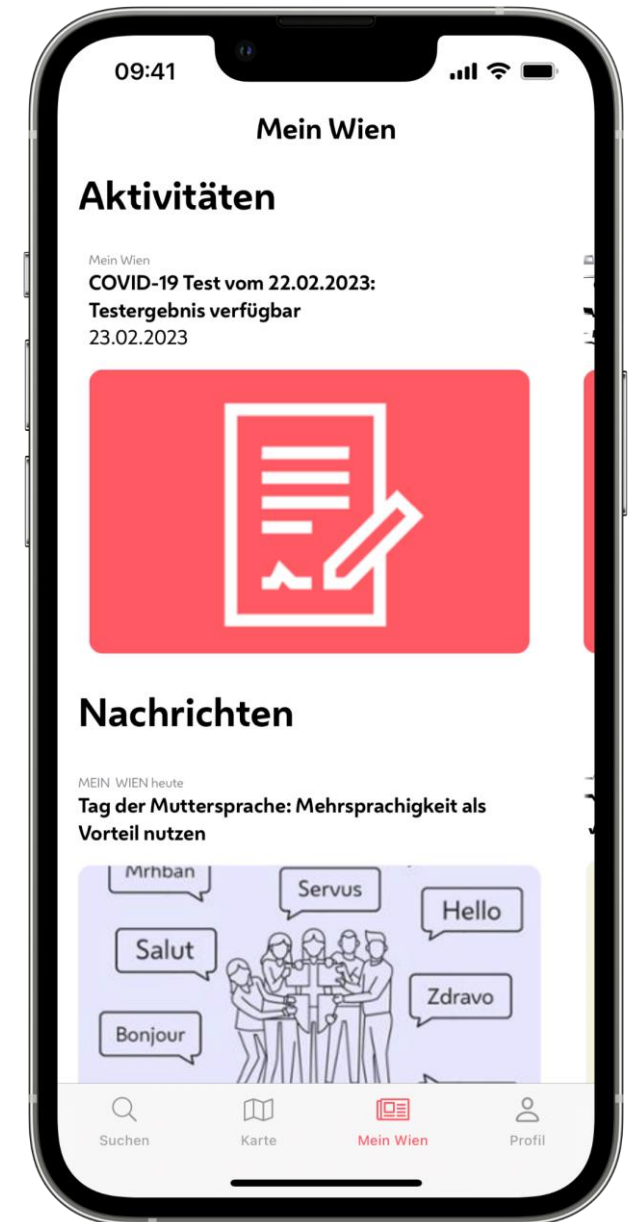 09:41
Mein Wien
Aktivitäten
Mein Wien
COVID-19 Test vom 22.02.2023:
Testergebnis verfügbar
23.02.2023
Nachrichten
MEIN WIEN heute
Tag der Muttersprache: Mehrsprachigkeit als
Vorteil nutzen
Mrhban
Servus
Hello
Salut
Zdravo
Bonjour
Suchen
Karte
Mein Wien
Profil